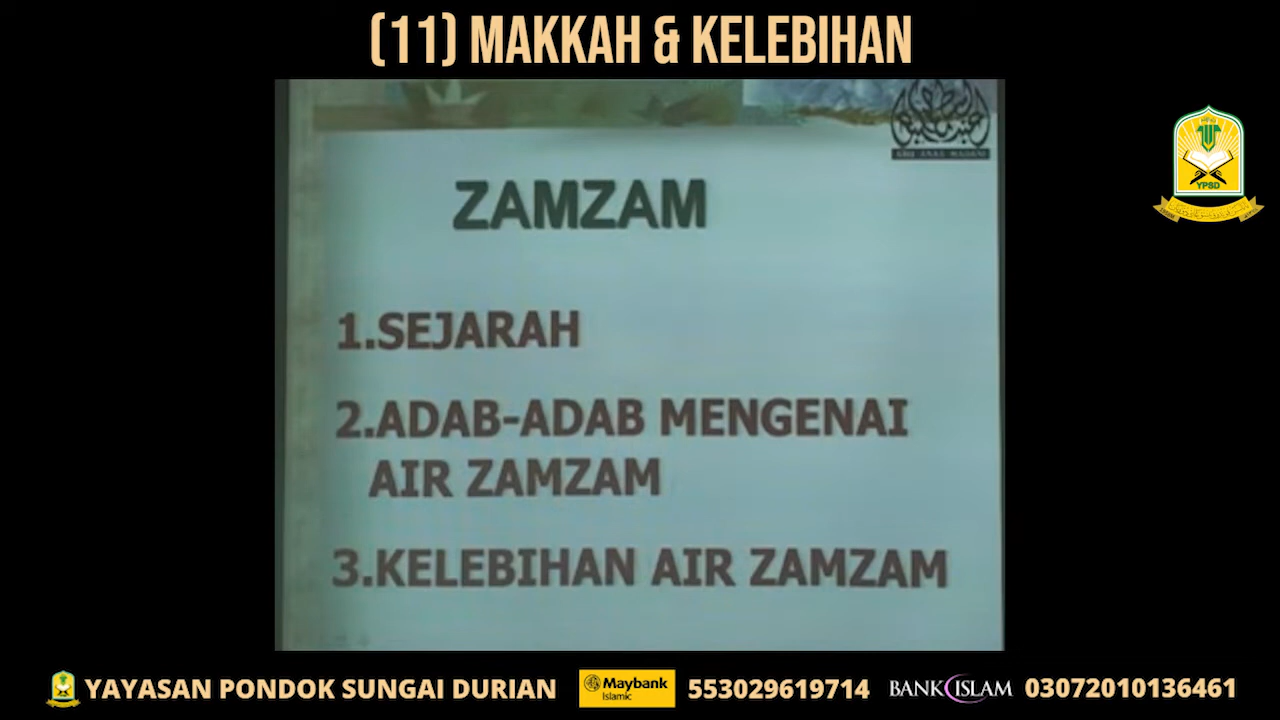 (11) MAKKAH & KELEBIHAN
ZAMZAM
1.SEJARAH
2.ADAB-ADAB MENGENAI
AIR ZAMZAM
3.KELEBIHAN AIR ZAMZAM
YPSD
YAYASAN PONDOK SUNGAI DURIAN
Maybank
Islamic
553029619714
BANK ISLAM
03072010136461